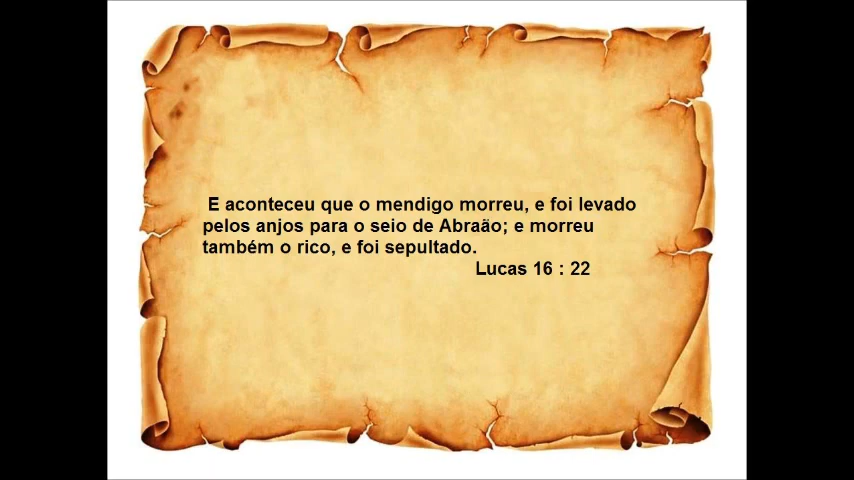 E aconteceu que o mendigo morreu, e foi levado
pelos anjos para o seio de Abraão; e morreu
também o rico, e foi sepultado.
Lucas 16 : 22